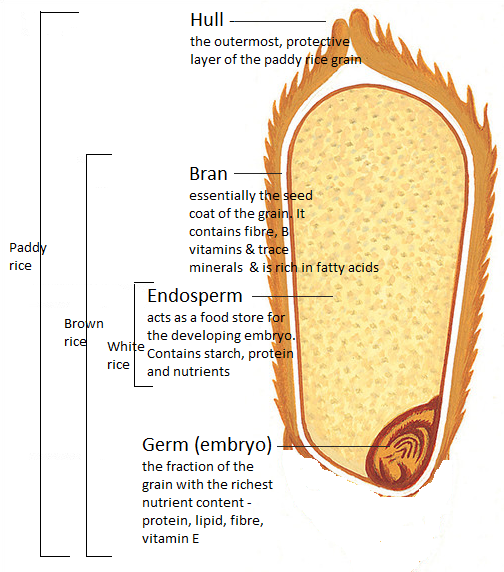 Hull
the outermost, protective
layer of the paddy rice grain
Bran
essentially the seed
coat of the grain. It
contains fibre, B
vitamins & trace
minerals & is rich in fatty acids
Paddy
rice
Endosperm
acts as a food store for
the developing embryo.
Contains starch, protein
and nutrients
Brown
rice
White
rice
Germ (embryo)
the fraction of the
grain with the richest
nutrient content -
protein, lipid, fibre,
vitamin E